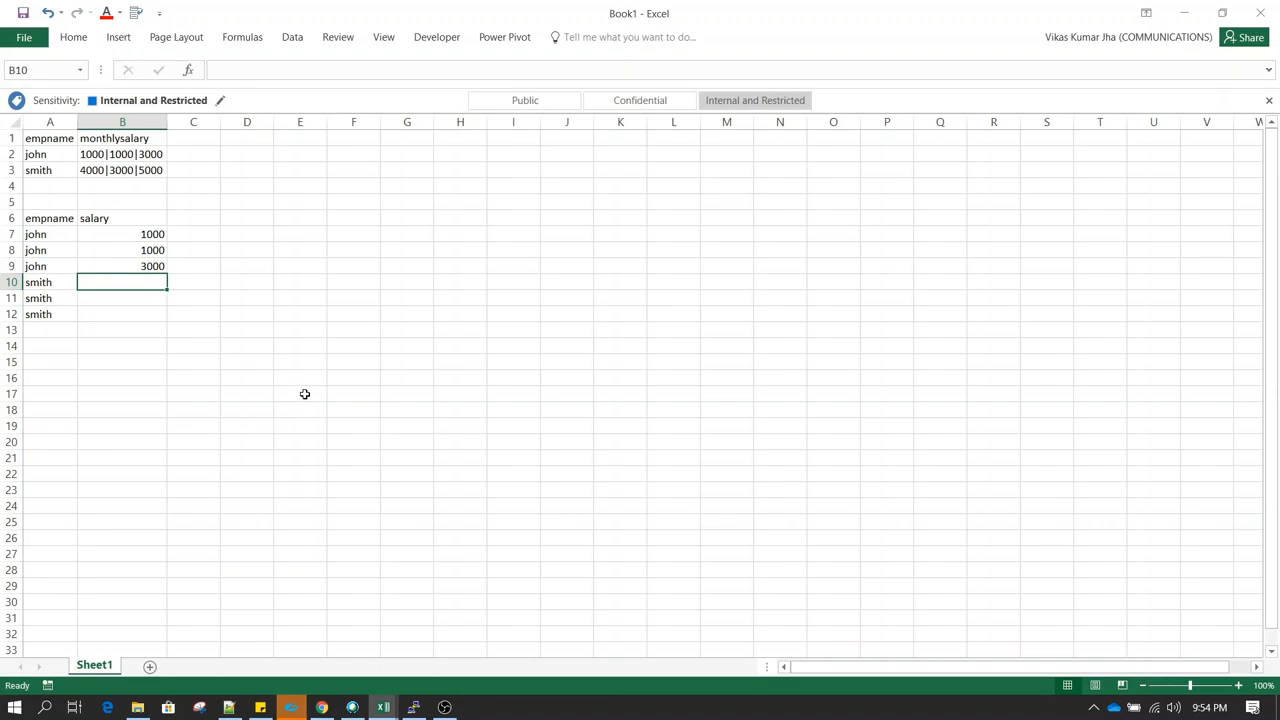 Book1 - Excel
File Home Insert Page Layout Formulas Data Review View Developer Power Pivot Tell me what you want to do... Vikas Kumar Jha (COMMUNICATIONS) Share
B10 fx
Sensitivity: Internal and Restricted Public Confidential Internal and Restricted
A B C D E F G H I J K L M N O P Q R S T U V W
1 empname monthlysalary
2 john 1000|1000|3000
3 smith 4000|3000|5000
4
5
6 empname salary
7 john 1000
8 john 1000
9 john 3000
10 smith
11 smith
12 smith
13
14
15
16
17
18
19
20
21
22
23
24
25
26
27
28
29
30
31
32
33
Sheet1
Ready 100%
9:54 PM